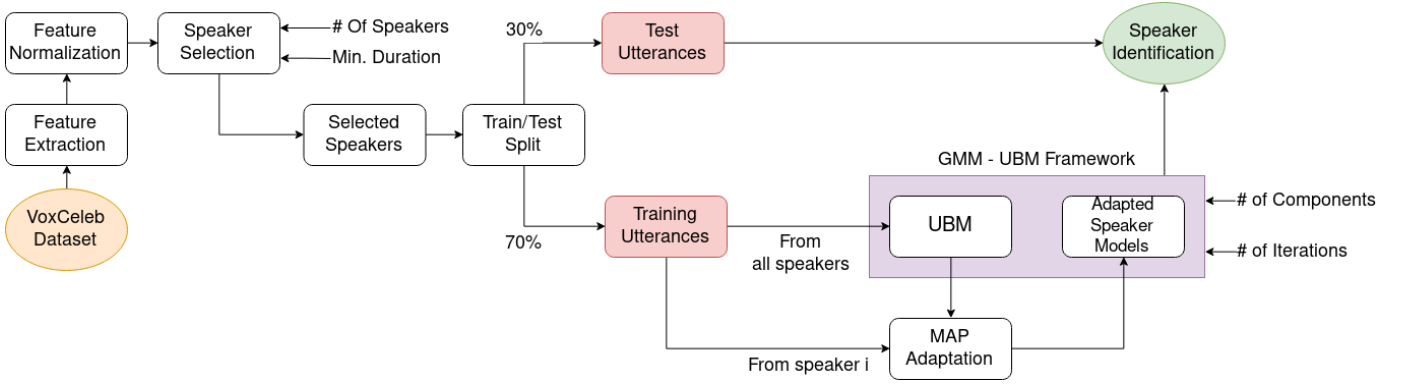 Feature
Normalization
Speaker
Selection
# Of Speakers
Min. Duration
30%
Test
Utterances
Speaker
Identification
Feature
Extraction
Selected
Speakers
Train/Test
Split
GMM - UBM Framework
VoxCeleb
Dataset
70%
Training
Utterances
From
all speakers
UBM
Adapted
Speaker
Models
# of Components
# of Iterations
From speaker i
MAP
Adaptation